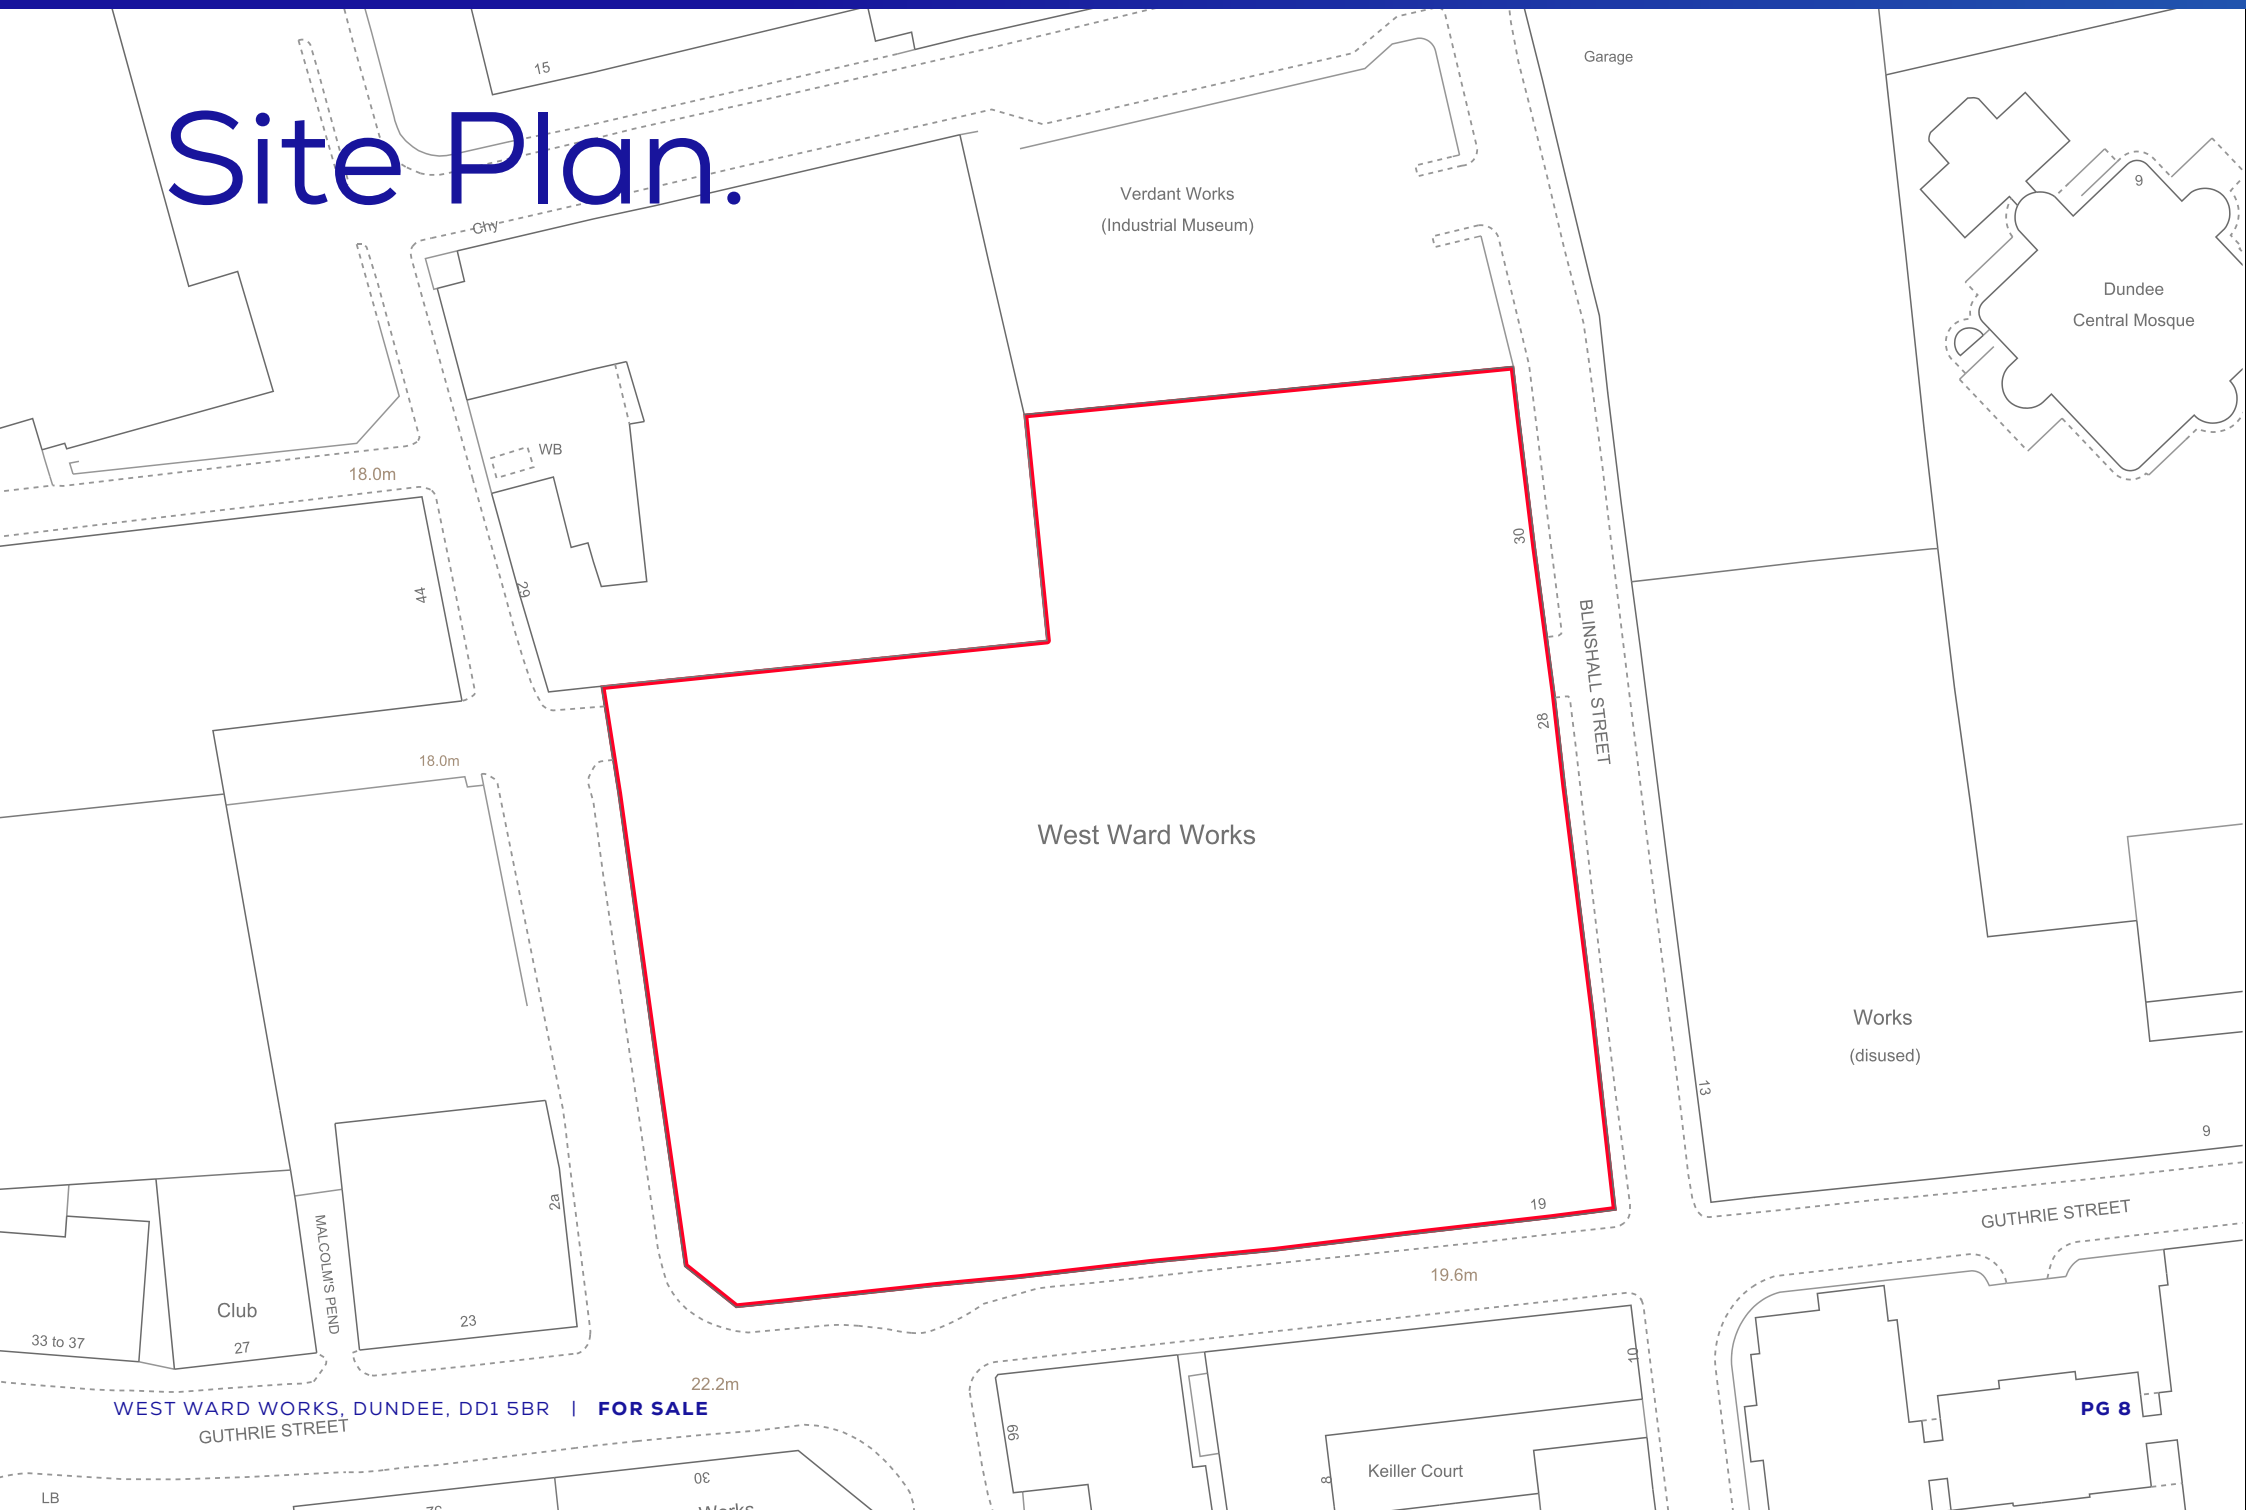 15
Garage
Site Plan.
9
Verdant Works
(Industrial Museum)
Chy
Dundee
Central Mosque
WB
18.0m
30
29
44
BLINSHALL STREET
28
18.0m
West Ward Works
Works
(disused)
13
9
2a
19
GUTHRIE STREET
MALCOLM'S PEND
19.6m
Club
23
33 to 37
27
10
22.2m
WEST WARD WORKS, DUNDEE, DD1 5BR | FOR SALE
PG 8
GUTHRIE STREET
Keiller Court
8
30
LB
Works